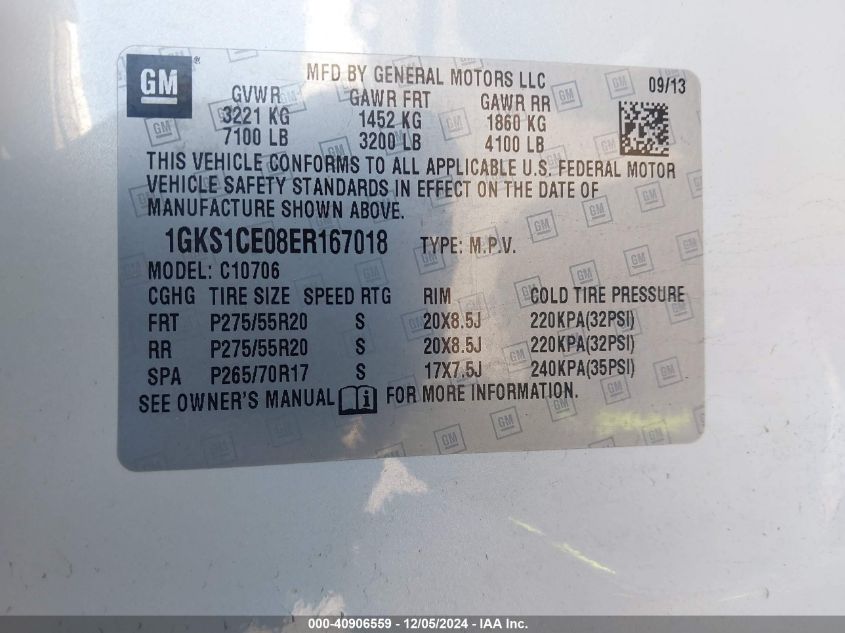 GM ®
MFD BY GENERAL MOTORS LLC 09/13
GVWR GAWR FRT GAWR RR
3221 KG 1452 KG 1860 KG
7100 LB 3200 LB 4100 LB
THIS VEHICLE CONFORMS TO ALL APPLICABLE U.S. FEDERAL MOTOR
VEHICLE SAFETY STANDARDS IN EFFECT ON THE DATE OF
MANUFACTURE SHOWN ABOVE.
1GKS1CE08ER167018 TYPE: M.P.V.
MODEL: C10706
CGHG TIRE SIZE SPEED RTG RIM COLD TIRE PRESSURE
FRT P275/55R20 S 20X8.5J 220KPA(32PSI)
RR P275/55R20 S 20X8.5J 220KPA(32PSI)
SPA P265/70R17 S 17X7.5J 240KPA(35PSI)
SEE OWNER'S MANUAL i FOR MORE INFORMATION.
000-40906559 - 12/05/2024 - IAA Inc.